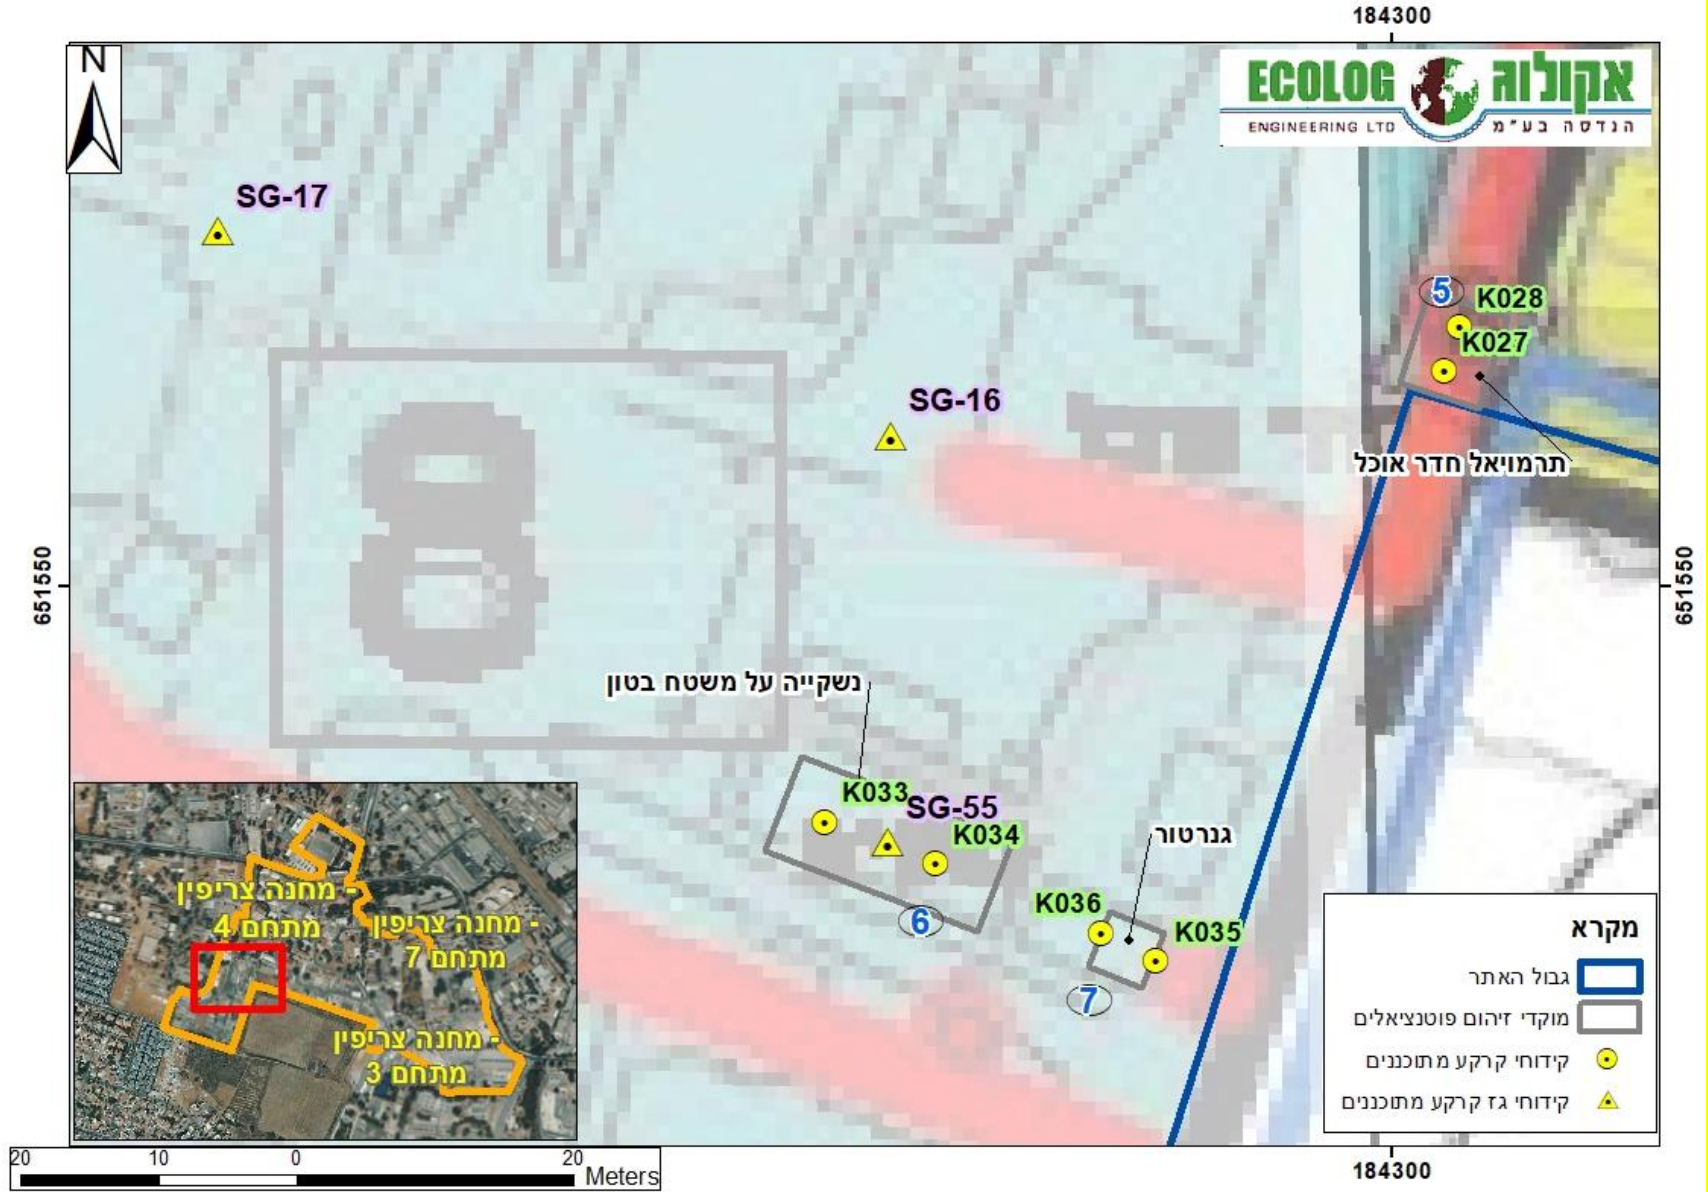 184300
N
ECOLOG אקולוג
ENGINEERING LTD הנדסה בע"מ
SG-17
5
K028
K027
SG-16
תרמויאל חדר אוכל
8
651550
651550
נשקייה על משטח בטון
K033
SG-55
K034
גנרטור
6
K036
K035
7
מחנה צריפין -
מתחם 4
מחנה צריפין -
מתחם 7
מחנה צריפין -
מתחם 3
מקרא
גבול האתר
מוקדי זיהום פוטנציאלים
קידוחי קרקע מתוכננים
קידוחי גז קרקע מתוכננים
20 10 0 20
Meters
184300